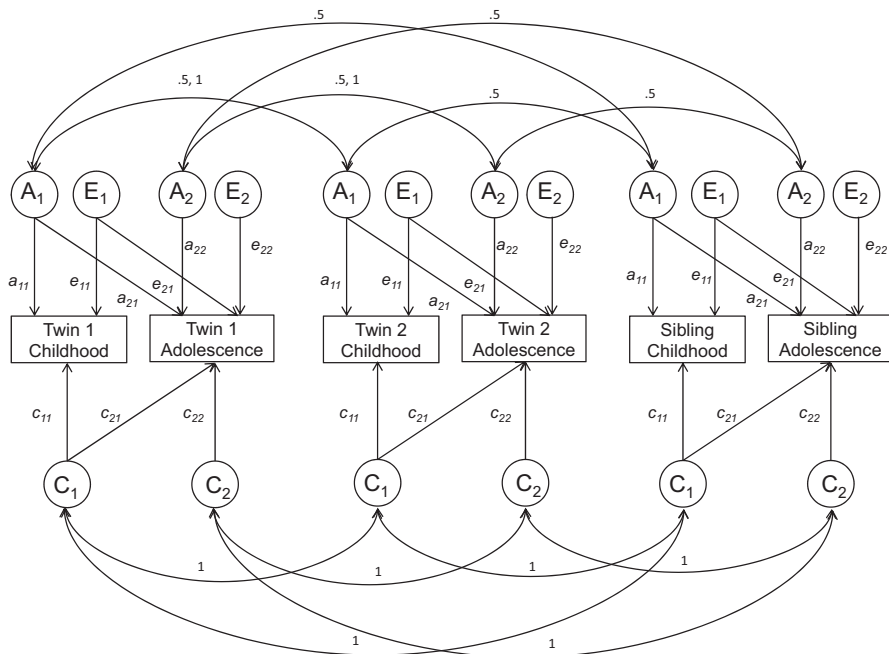 .5
.5
.5, 1
.5, 1
.5
.5
A1 E1 A2 E2 A1 E1 A2 E2 A1 E1 A2 E2
a22 e22 a22 e22 a22 e22
a11 e11 e21 a11 e11 e21 a11 e11 e21
a21 a21 a21
Twin 1 Childhood
Twin 1 Adolescence
Twin 2 Childhood
Twin 2 Adolescence
Sibling Childhood
Sibling Adolescence
c11 c21 c22 c11 c21 c22 c11 c21 c22
C1 C2 C1 C2 C1 C2
1 1 1 1
1 1